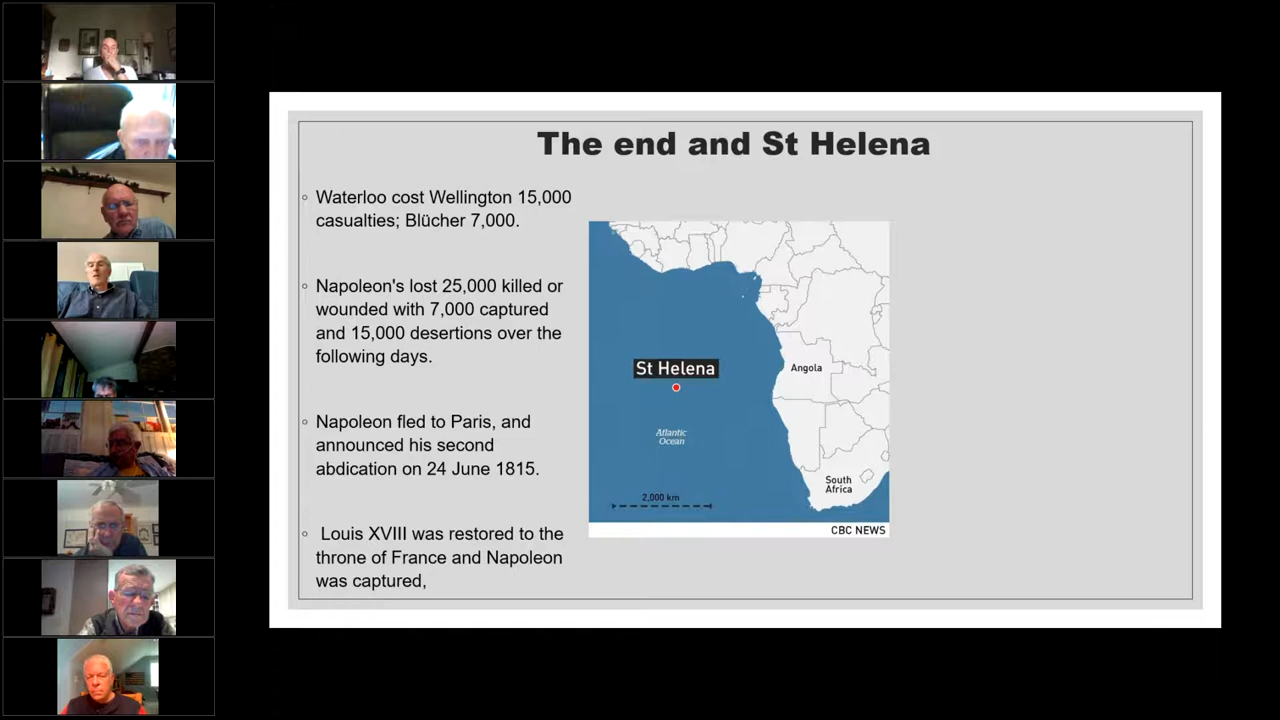 The end and St Helena
Waterloo cost Wellington 15,000
casualties; Blücher 7,000.
Napoleon's lost 25,000 killed or
wounded with 7,000 captured
and 15,000 desertions over the
following days.
Napoleon fled to Paris, and
announced his second
abdication on 24 June 1815.
Louis XVIII was restored to the
throne of France and Napoleon
was captured,
St Helena
Angola
Atlantic
Ocean
South
Africa
2,000 km
CBC NEWS